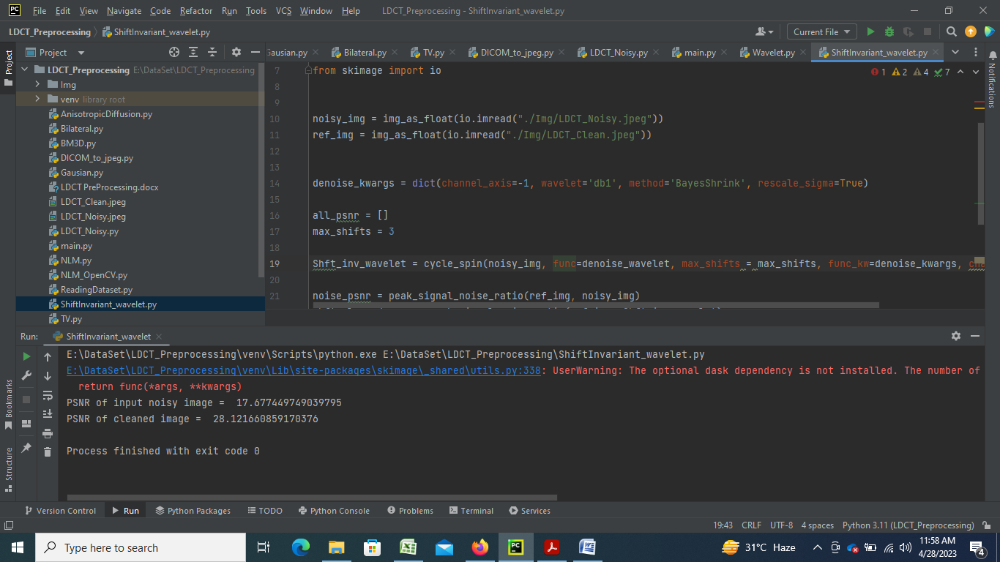 PC File Edit View Navigate Code Refactor Run Tools VCS Window Help LDCT_Preprocessing - ShiftInvariant_wavelet.py
LDCT_Preprocessing ShiftInvariant_wavelet.py Current File
Project
Project
Gausian.py Bilateral.py TV.py DICOM_to_jpeg.py LDCT_Noisy.py main.py Wavelet.py ShiftInvariant_wavelet.py
Notifications
LDCT_Preprocessing E:\DataSet\LDCT_Preprocessing
Img
venv library root
AnisotropicDiffusion.py
Bilateral.py
BM3D.py
DICOM_to_jpeg.py
Gausian.py
LDCT PreProcessing.docx
LDCT_Clean.jpeg
LDCT_Noisy.jpeg
LDCT_Noisy.py
main.py
NLM.py
NLM_OpenCV.py
ReadingDataset.py
ShiftInvariant_wavelet.py
TV.py
1 2 4 7
7 from skimage import io
8
9
10 noisy_img = img_as_float(io.imread("./Img/LDCT_Noisy.jpeg"))
11 ref_img = img_as_float(io.imread("./Img/LDCT_Clean.jpeg"))
12
13
14 denoise_kwargs = dict(channel_axis=-1, wavelet='db1', method='BayesShrink', rescale_sigma=True)
15
16 all_psnr = []
17 max_shifts = 3
18
19 Shft_inv_wavelet = cycle_spin(noisy_img, func=denoise_wavelet, max_shifts = max_shifts, func_kw=denoise_kwargs, cha
20
21 noise_psnr = peak_signal_noise_ratio(ref_img, noisy_img)
Run: ShiftInvariant_wavelet
E:\DataSet\LDCT_Preprocessing\venv\Scripts\python.exe E:\DataSet\LDCT_Preprocessing\ShiftInvariant_wavelet.py
E:\DataSet\LDCT_Preprocessing\venv\Lib\site-packages\skimage\_shared\utils.py:338: UserWarning: The optional dask dependency is not installed. The number of
return func(*args, **kwargs)
PSNR of input noisy image =  17.677449749039795
PSNR of cleaned image =  28.121660859170376
Process finished with exit code 0
Bookmarks
Structure
Version Control Run Python Packages TODO Python Console Problems Terminal Services
19:43 CRLF UTF-8 4 spaces Python 3.11 (LDCT_Preprocessing)
Type here to search
PC
31°C Haze
11:58 AM
4/28/2023
4